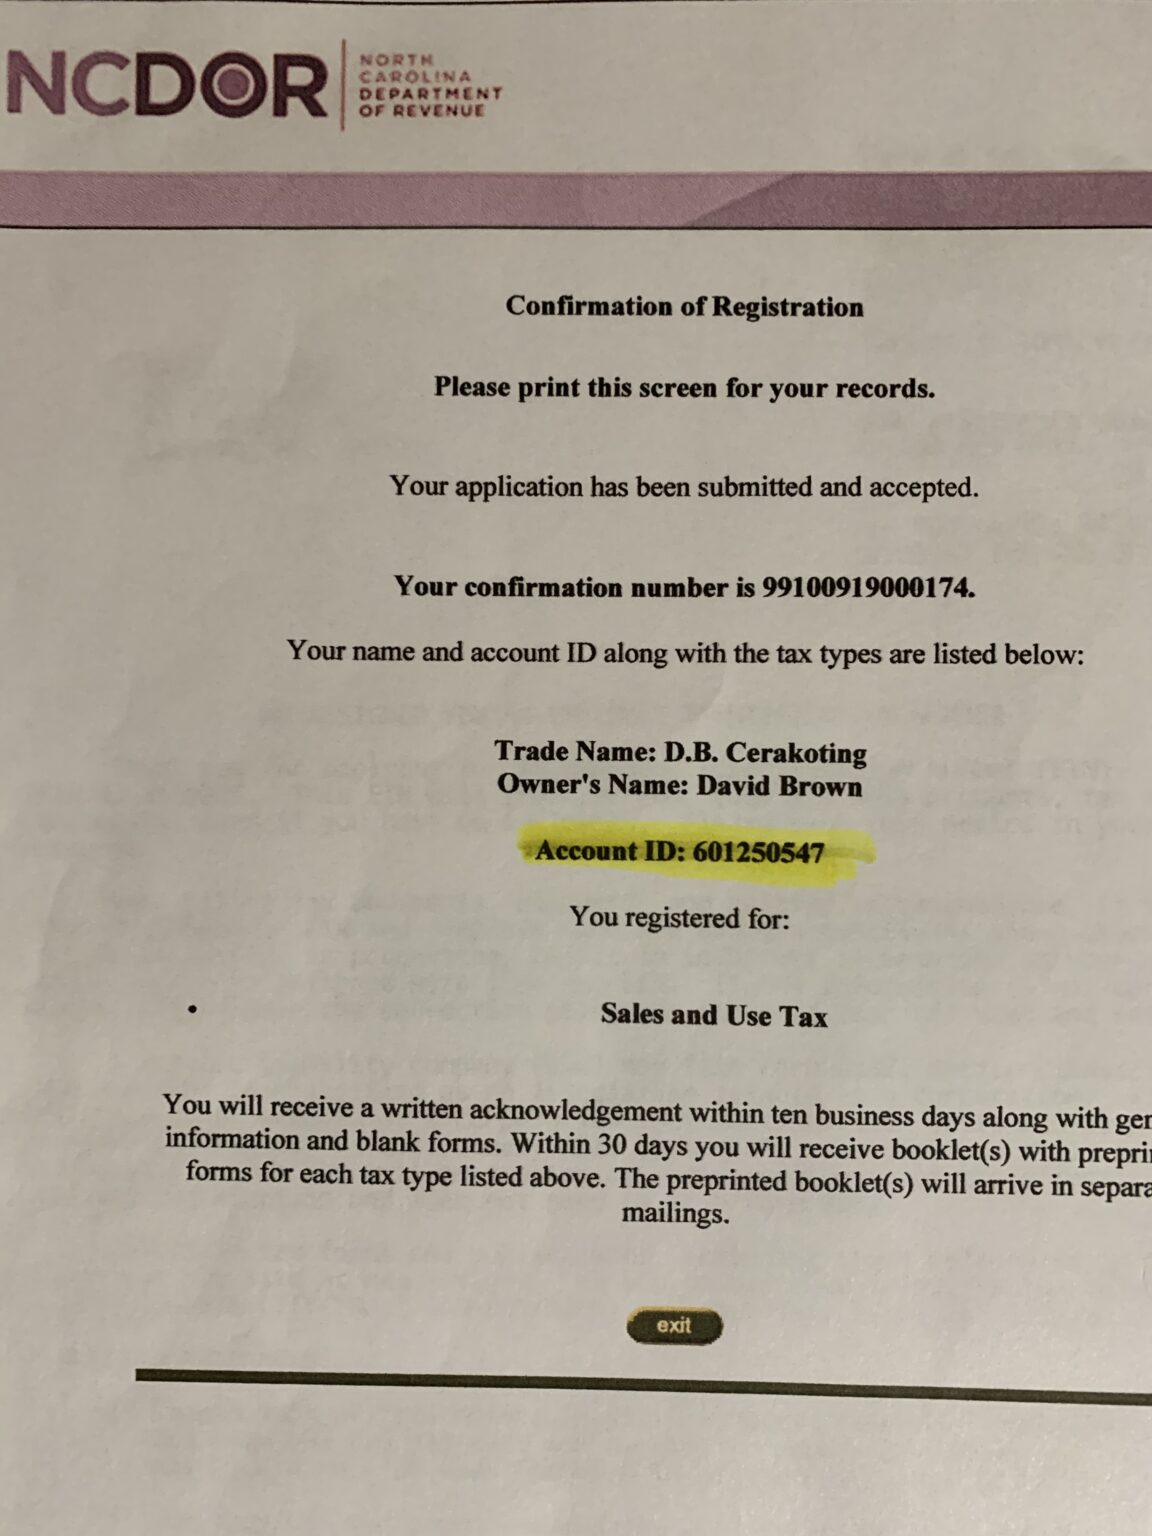 NCDOR
NORTH
CAROLINA
DEPARTMENT
OF REVENUE
Confirmation of Registration
Please print this screen for your records.
Your application has been submitted and accepted.
Your confirmation number is 99100919000174.
Your name and account ID along with the tax types are listed below:
Trade Name: D.B. Cerakoting
Owner's Name: David Brown
Account ID: 601250547
You registered for:
• Sales and Use Tax
You will receive a written acknowledgement within ten business days along with
information and blank forms. Within 30 days you will receive booklet(s) with
forms for each tax type listed above. The preprinted booklet(s) will arrive in
mailings.
exit